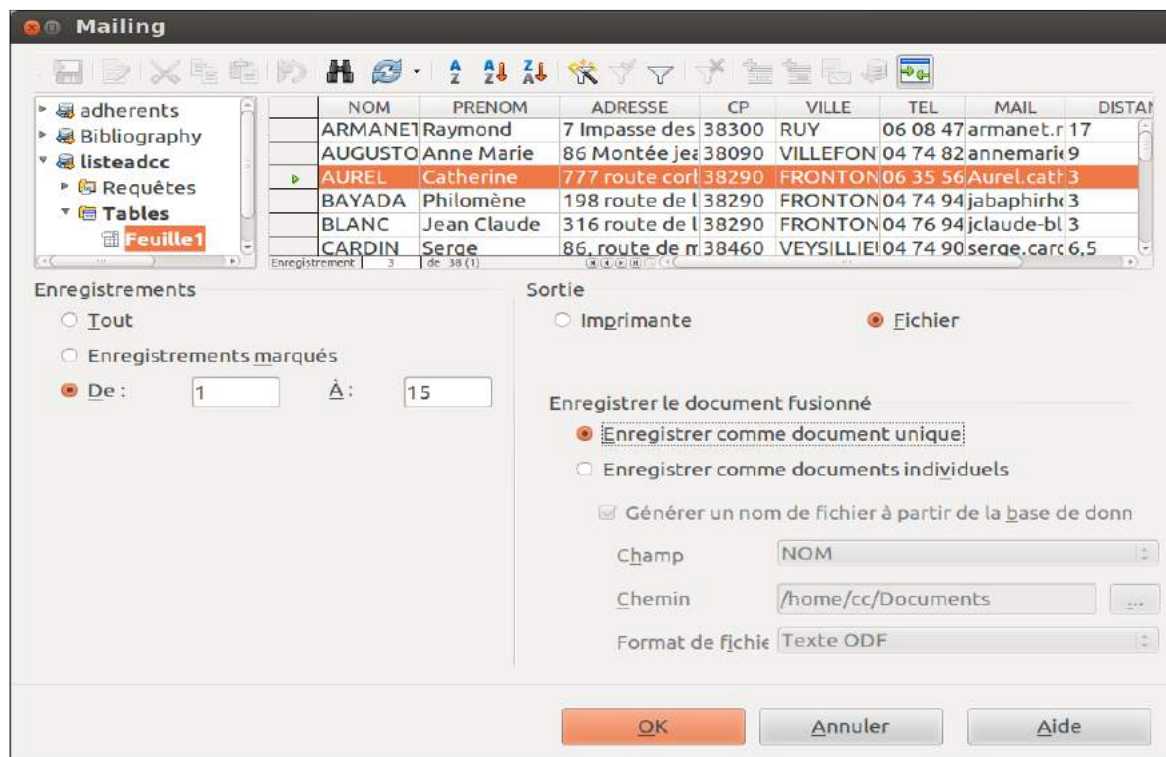 Mailing
adherents
Bibliography
listeadcc
Requêtes
Tables
Feuille1
NOM PRENOM ADRESSE CP VILLE TEL MAIL DISTAN
ARMANET Raymond 7 Impasse des 38300 RUY 06 08 47 armanet.r 17
AUGUSTO Anne Marie 86 Montée jea 38090 VILLEFON 04 74 82 annemarie 9
AUREL Catherine 777 route corb 38290 FRONTON 06 35 56 Aurel.cath 3
BAYADA Philomène 198 route de l 38290 FRONTON 04 74 94 jabaphirho 3
BLANC Jean Claude 316 route de l 38290 FRONTON 04 76 94 jclaude-bl 3
CARDIN Serge 86, route de m 38460 VEYSILLIEU 04 74 90 serge.card 6,5
Enregistrement 3 de 38 (1)
Enregistrements
Tout
Enregistrements marqués
De : 1 À : 15
Sortie
Imprimante Fichier
Enregistrer le document fusionné
Enregistrer comme document unique
Enregistrer comme documents individuels
Générer un nom de fichier à partir de la base de donn
Champ NOM
Chemin /home/cc/Documents ...
Format de fichie Texte ODF
OK Annuler Aide